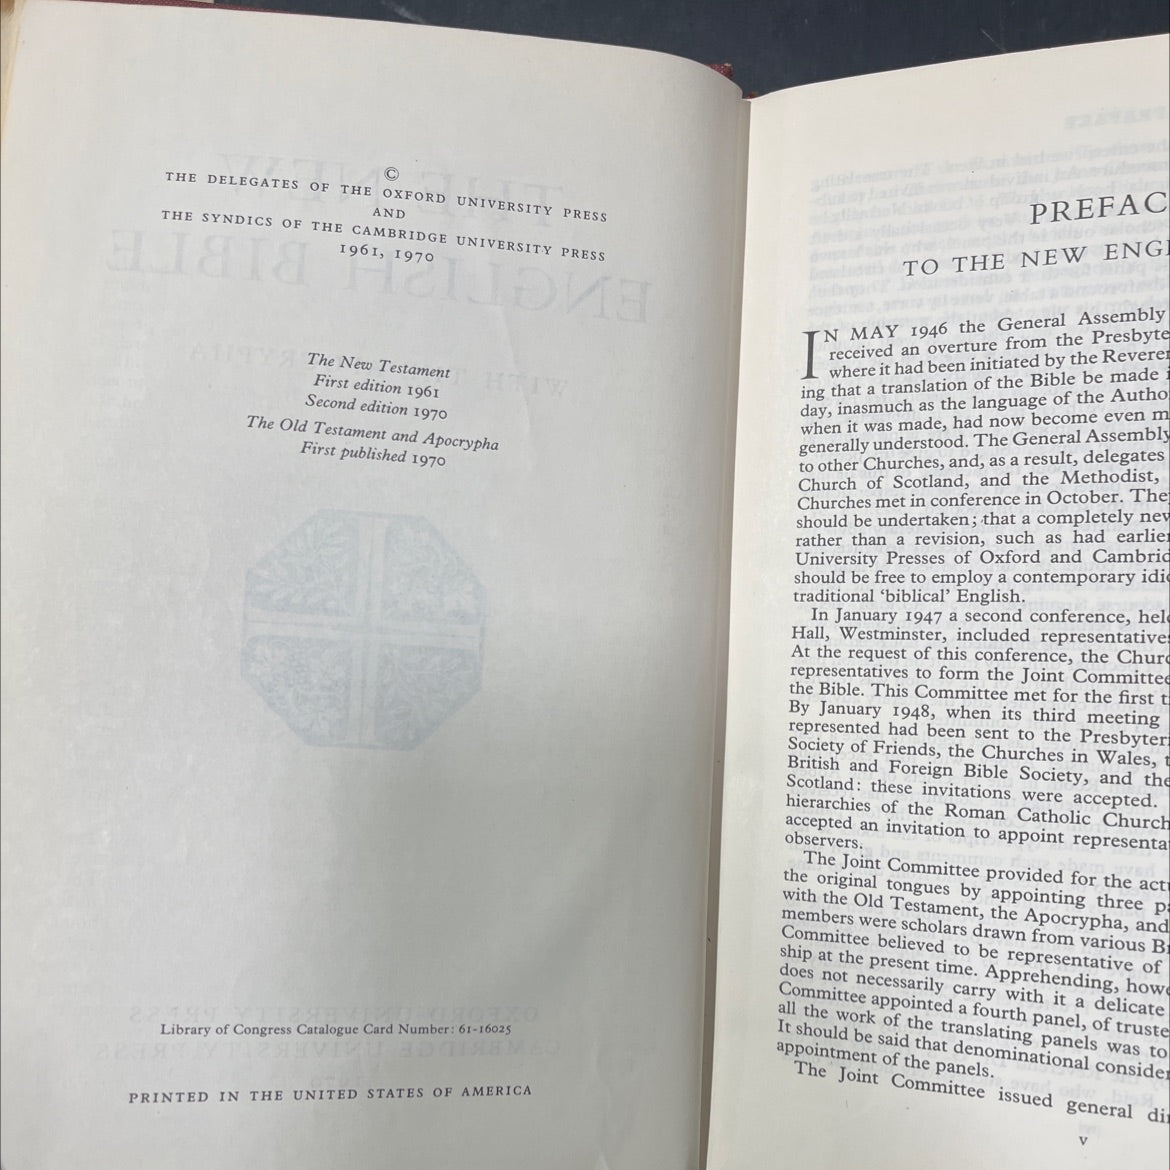 ©
THE DELEGATES OF THE OXFORD UNIVERSITY PRESS
AND
THE SYNDICS OF THE CAMBRIDGE UNIVERSITY PRESS
1961, 1970
The New Testament
First edition 1961
Second edition 1970
The Old Testament and Apocrypha
First published 1970
Library of Congress Catalogue Card Number: 61-16025
PRINTED IN THE UNITED STATES OF AMERICA
PREFAC
TO THE NEW ENGL
IN MAY 1946 the General Assembly
received an overture from the Presbyte
where it had been initiated by the Reveren
ing that a translation of the Bible be made i
day, inasmuch as the language of the Autho
when it was made, had now become even m
generally understood. The General Assembly
to other Churches, and, as a result, delegates
Church of Scotland, and the Methodist,
Churches met in conference in October. They
should be undertaken; that a completely new
rather than a revision, such as had earlier
University Presses of Oxford and Cambrid
should be free to employ a contemporary idio
traditional ‘biblical’ English.
In January 1947 a second conference, held
Hall, Westminster, included representatives
At the request of this conference, the Churc
representatives to form the Joint Committee
the Bible. This Committee met for the first t
By January 1948, when its third meeting
represented had been sent to the Presbyteri
Society of Friends, the Churches in Wales, t
British and Foreign Bible Society, and the
Scotland: these invitations were accepted.
hierarchies of the Roman Catholic Church
accepted an invitation to appoint representa
observers.
The Joint Committee provided for the actu
the original tongues by appointing three pa
with the Old Testament, the Apocrypha, and
members were scholars drawn from various Br
Committee believed to be representative of
ship at the present time. Apprehending, howe
does not necessarily carry with it a delicate
Committee appointed a fourth panel, of truste
all the work of the translating panels was to
It should be said that denominational consider
appointment of the panels.
The Joint Committee issued general dir
v